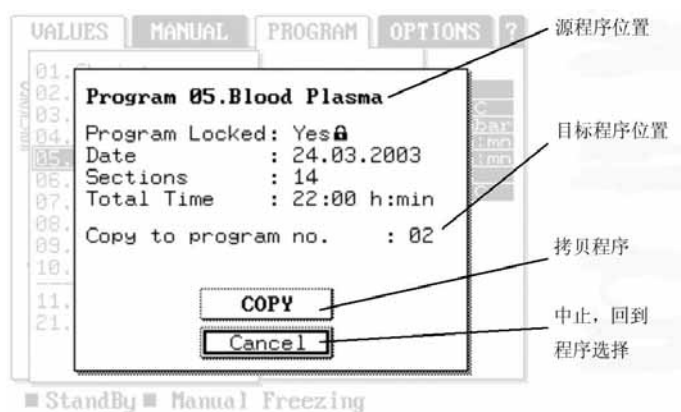 VALUES MANUAL PROGRAM OPTIONS ?
源程序位置
01.
02.
03.
04.
05.
06.
07.
08.
09.
10.
11.
21.
Program 05.Blood Plasma
Program Locked: Yes
Date : 24.03.2003
Sections : 14
Total Time : 22:00 h:min
目标程序位置
Copy to program no. : 02
拷贝程序
COPY
中止，回到
程序选择
Cancel
StandBy Manual Freezing